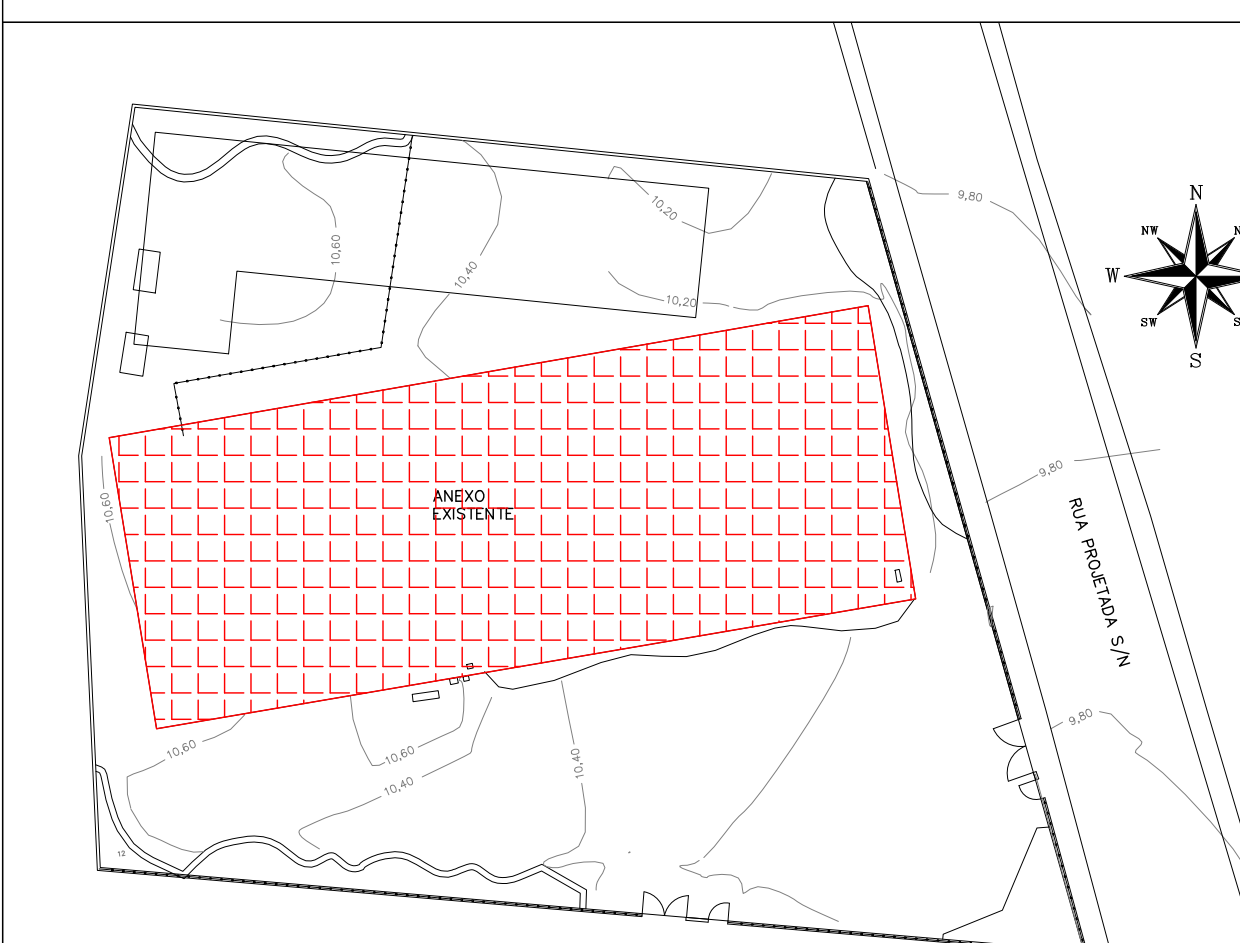 10,20
9,80
N
NW
N
10,60
10,40
W
10,20
SW
S
S
9,80
ANEXO
EXISTENTE
10,60
RUA PROJETADA S/N
9,80
10,60
10,60
10,40
10,40
12